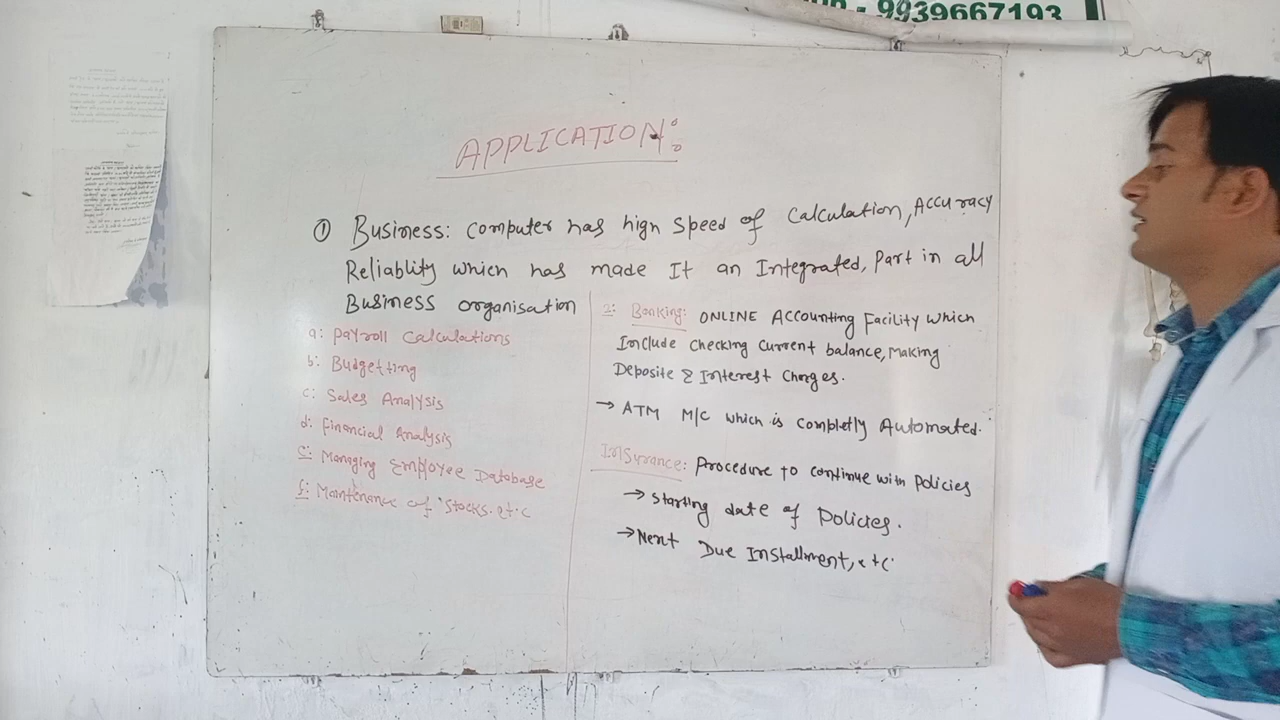 9939667193
APPLICATION:
① Business: computer has high speed of calculation, Accuracy
Reliablity which has made It an Integrated, part in all
Business organisation
a: Payroll Calculations
b: Budgetting
c: Sales Analysis
d: Financial Analysis
e: Managing Employee Database
f: Maintenance of Stocks. etc
2: Banking: ONLINE Accounting Facility which
Include checking current balance, Making
Deposite & Interest Charges.
→ ATM M/C which is completly Automated.
Insurance: Procedure to continue with policies
→ Starting date of Policies.
→ Next Due Installment, etc